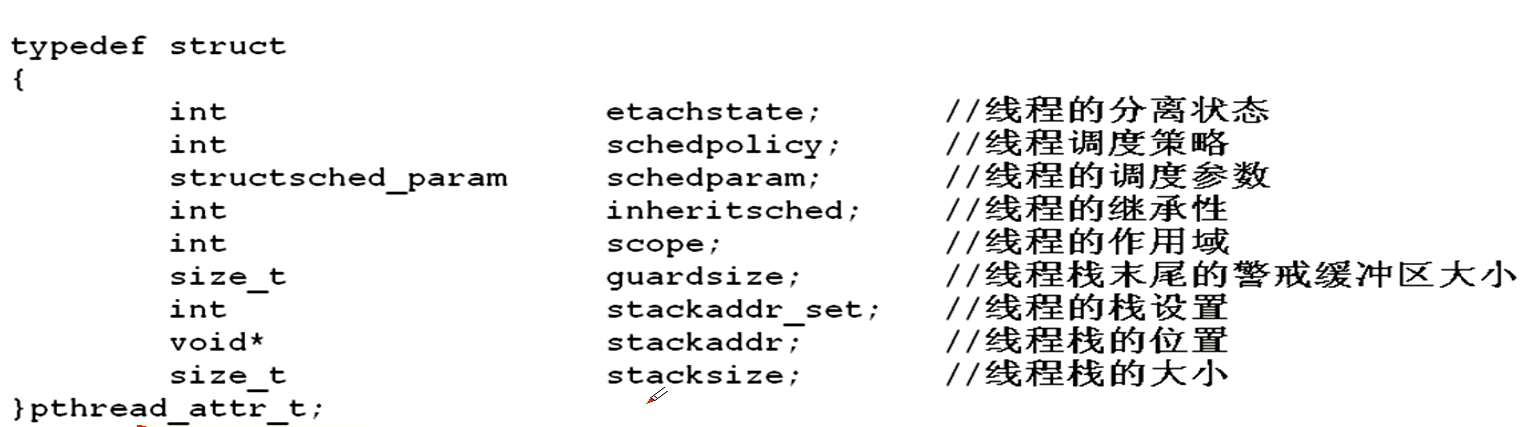 typedef struct
{
int etachstate; //线程的分离状态
int schedpolicy; //线程调度策略
structsched_param schedparam; //线程的调度参数
int inheritsched; //线程的继承性
int scope; //线程的作用域
size_t guardsize; //线程栈末尾的警戒缓冲区大小
int stackaddr_set; //线程的栈设置
void* stackaddr; //线程栈的位置
size_t stacksize; //线程栈的大小
}pthread_attr_t;